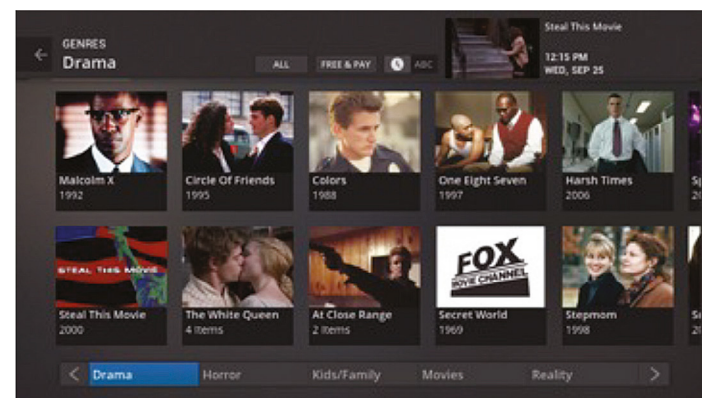 GENRES
Drama
ALL
FREE & PAY
ABC
Steal This Movie
12:15 PM
WED, SEP 25
Malcolm X
1992
Circle Of Friends
1995
Colors
1988
One Eight Seven
1997
Harsh Times
2006
STEAL THIS MOVIE
Steal This Movie
2000
The White Queen
4 Items
At Close Range
2 Items
FOX
MOVIE CHANNEL
Secret World
1969
Stepmom
1998
Drama
Horror
Kids/Family
Movies
Reality